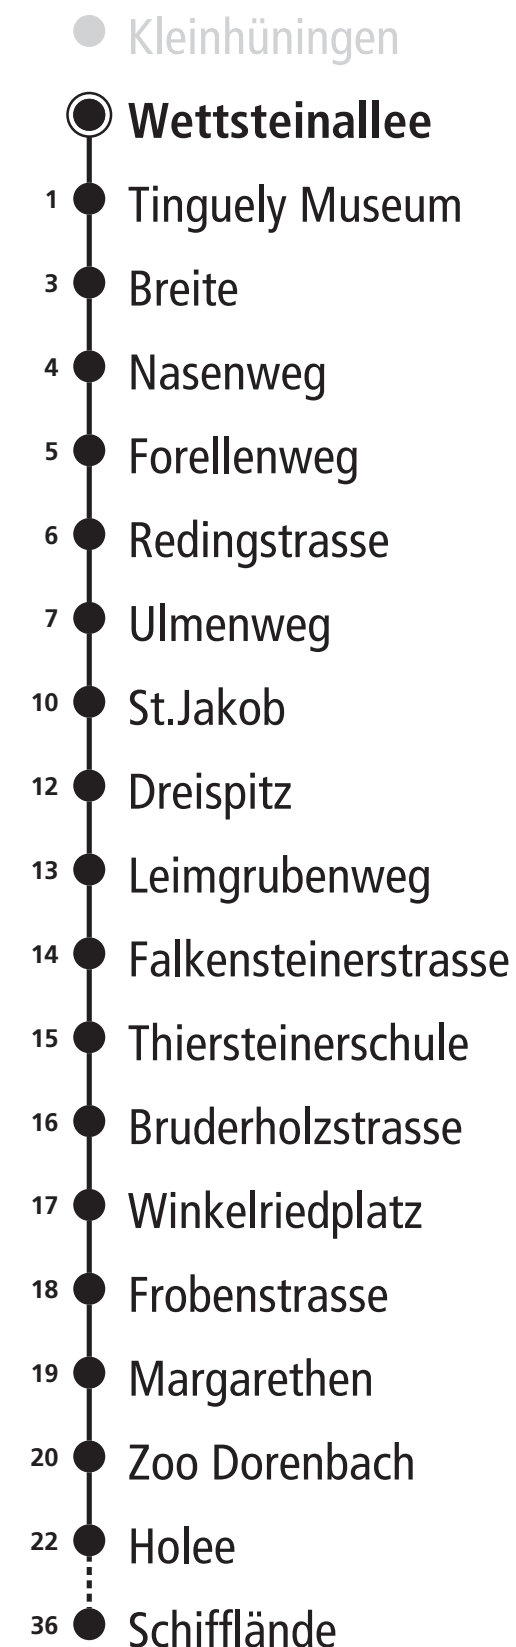 Kleinhüningen
Wettsteinallee
1 Tinguely Museum
3 Breite
4 Nasenweg
5 Forellenweg
6 Redingstrasse
7 Ulmenweg
10 St.Jakob
12 Dreispitz
13 Leimgrubenweg
14 Falkensteinerstrasse
15 Thiersteinerschule
16 Bruderholzstrasse
17 Winkelriedplatz
18 Frobenstrasse
19 Margarethen
20 Zoo Dorenbach
22 Holee
36 Schifflände